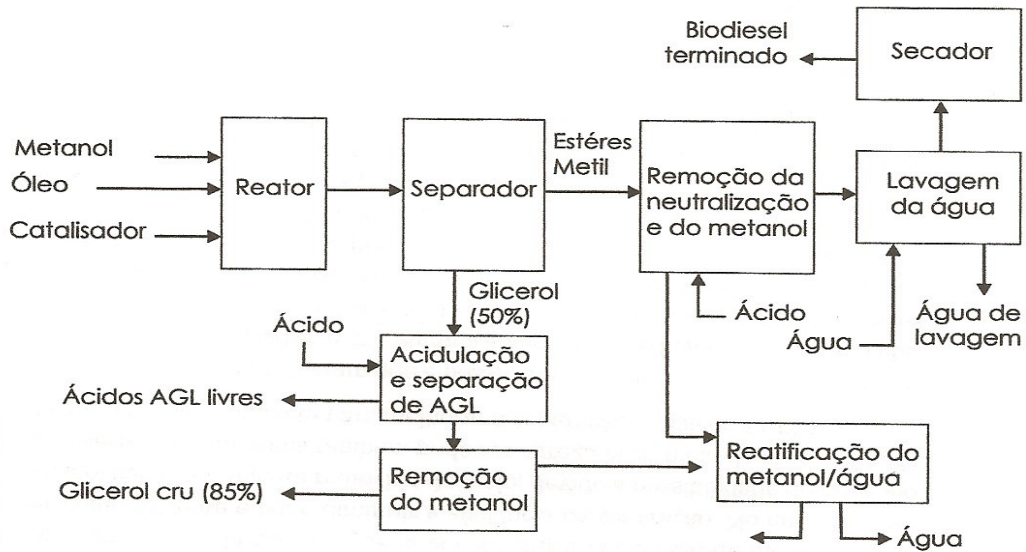 Biodiesel
terminado
Secador
Metanol
Óleo
Catalisador
Reator
Separador
Estéres
Metil
Remoção da
neutralização
e do metanol
Lavagem
da água
Glicerol
(50%)
Ácido
Água
Água de
lavagem
Ácido
Acidulação
e separação
de AGL
Ácidos AGL livres
Remoção
do metanol
Glicerol cru (85%)
Reatificação do
metanol/água
Água